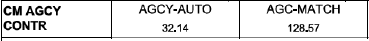 CM AGCY CONTR
AGCY-AUTO
32.14
AGC-MATCH
128.57